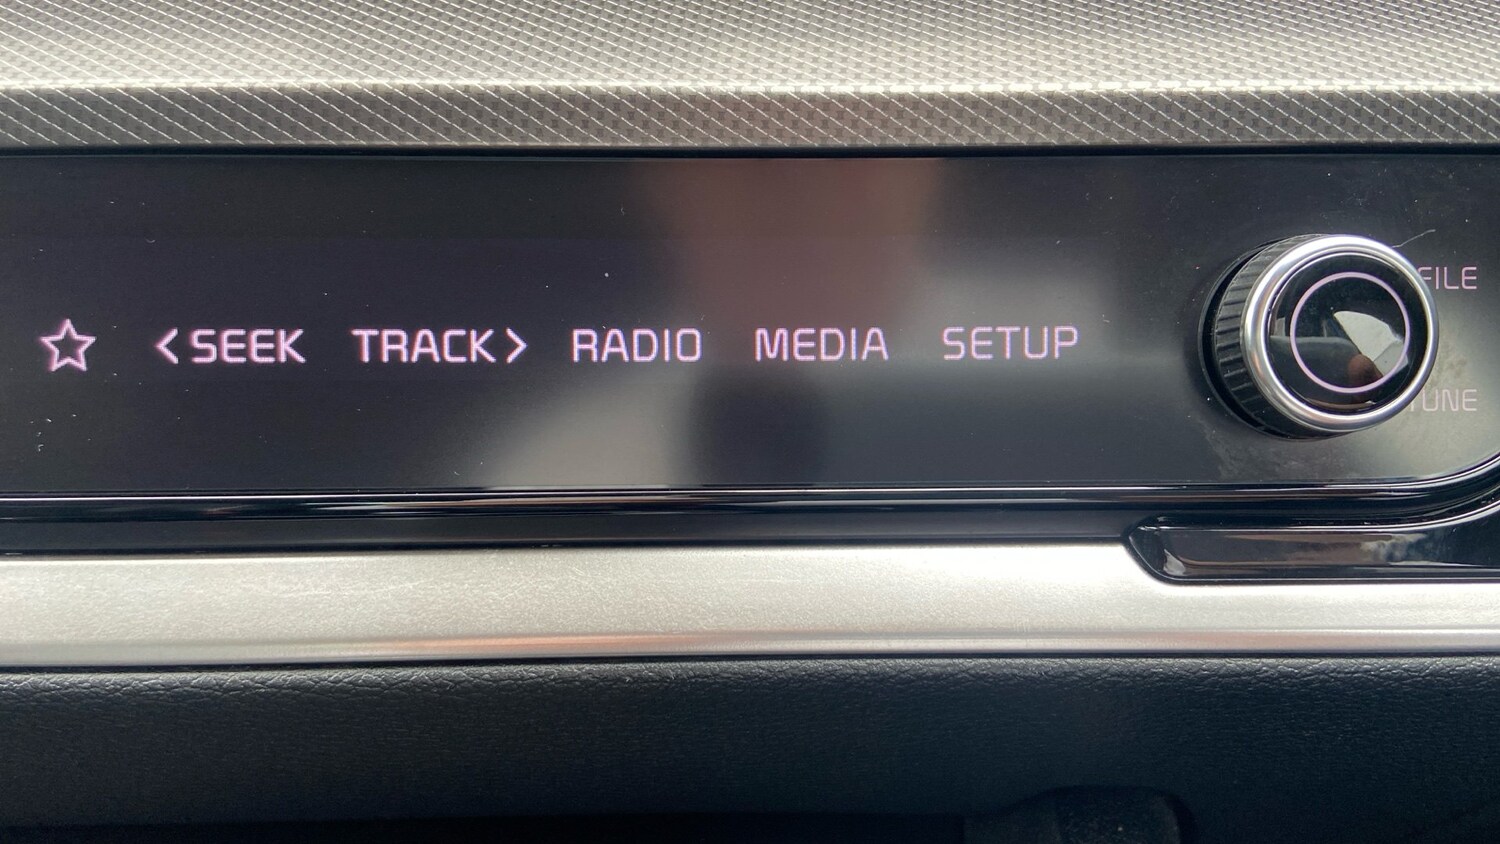 <SEEK TRACK> RADIO MEDIA SETUP
FILE
TUNE